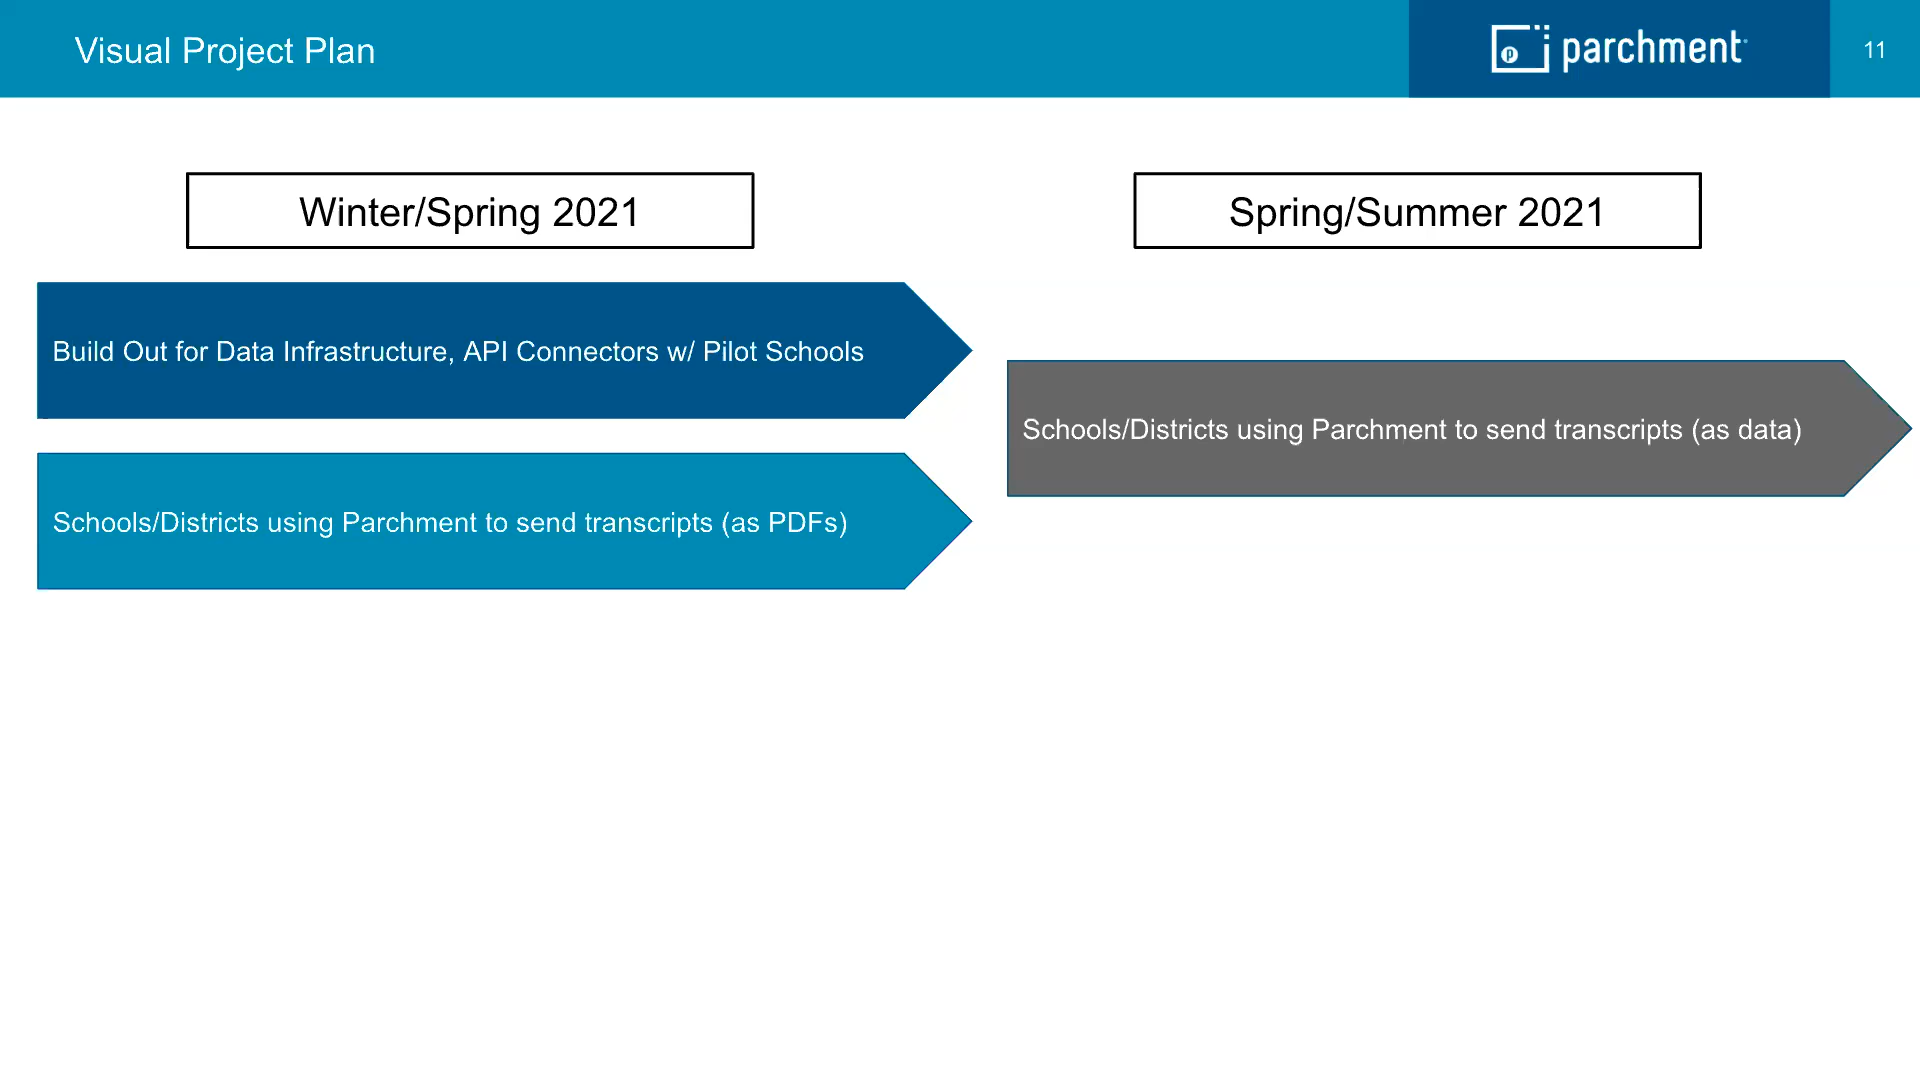 Visual Project Plan
parchment
11
Winter/Spring 2021
Spring/Summer 2021
Build Out for Data Infrastructure, API Connectors w/ Pilot Schools
Schools/Districts using Parchment to send transcripts (as data)
Schools/Districts using Parchment to send transcripts (as PDFs)